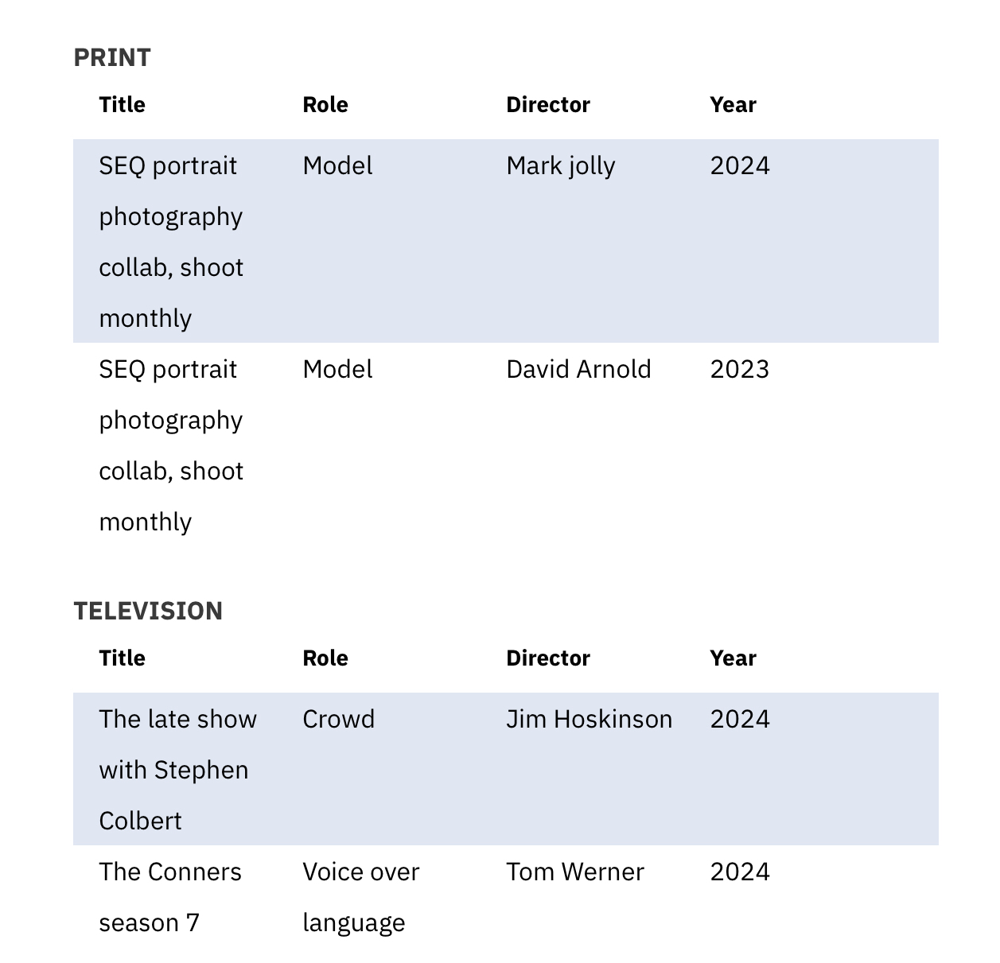 PRINT
Title Role Director Year
SEQ portrait Model Mark jolly 2024
photography
collab, shoot
monthly
SEQ portrait Model David Arnold 2023
photography
collab, shoot
monthly
TELEVISION
Title Role Director Year
The late show Crowd Jim Hoskinson 2024
with Stephen
Colbert
The Conners Voice over Tom Werner 2024
season 7 language